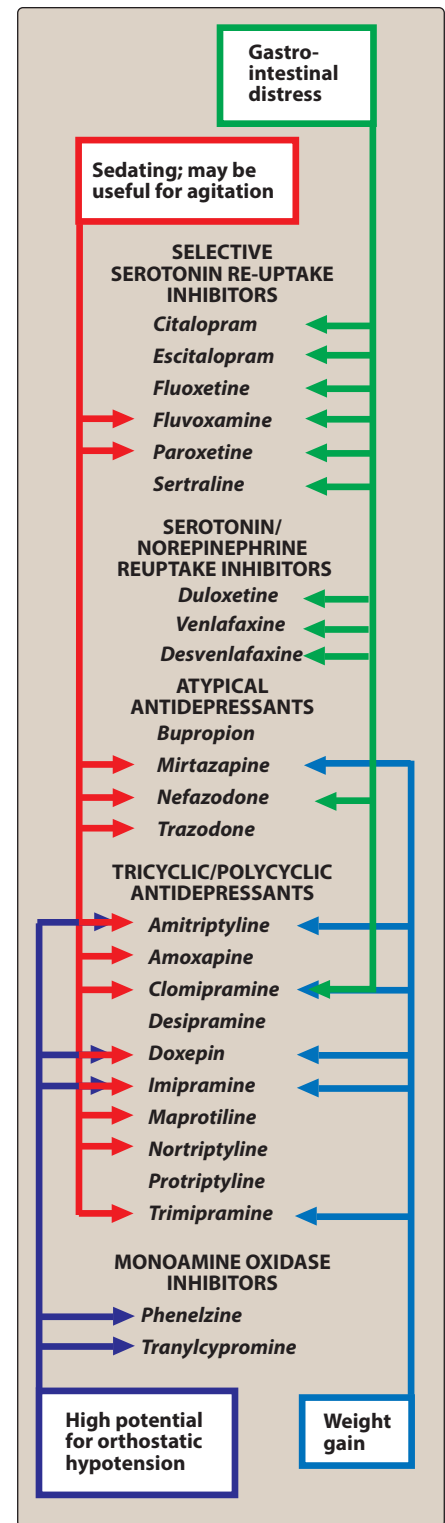 Gastro-
intestinal
distress
Sedating; may be
useful for agitation
SELECTIVE
SEROTONIN RE-UPTAKE
INHIBITORS
Citalopram
Escitalopram
Fluoxetine
Fluvoxamine
Paroxetine
Sertraline
SEROTONIN/
NOREPINEPHRINE
REUPTAKE INHIBITORS
Duloxetine
Venlafaxine
Desvenlafaxine
ATYPICAL
ANTIDEPRESSANTS
Bupropion
Mirtazapine
Nefazodone
Trazodone
TRICYCLIC/POLYCYCLIC
ANTIDEPRESSANTS
Amitriptyline
Amoxapine
Clomipramine
Desipramine
Doxepin
Imipramine
Maprotiline
Nortriptyline
Protriptyline
Trimipramine
MONOAMINE OXIDASE
INHIBITORS
Phenelzine
Tranylcypromine
High potential
for orthostatic
hypotension
Weight
gain